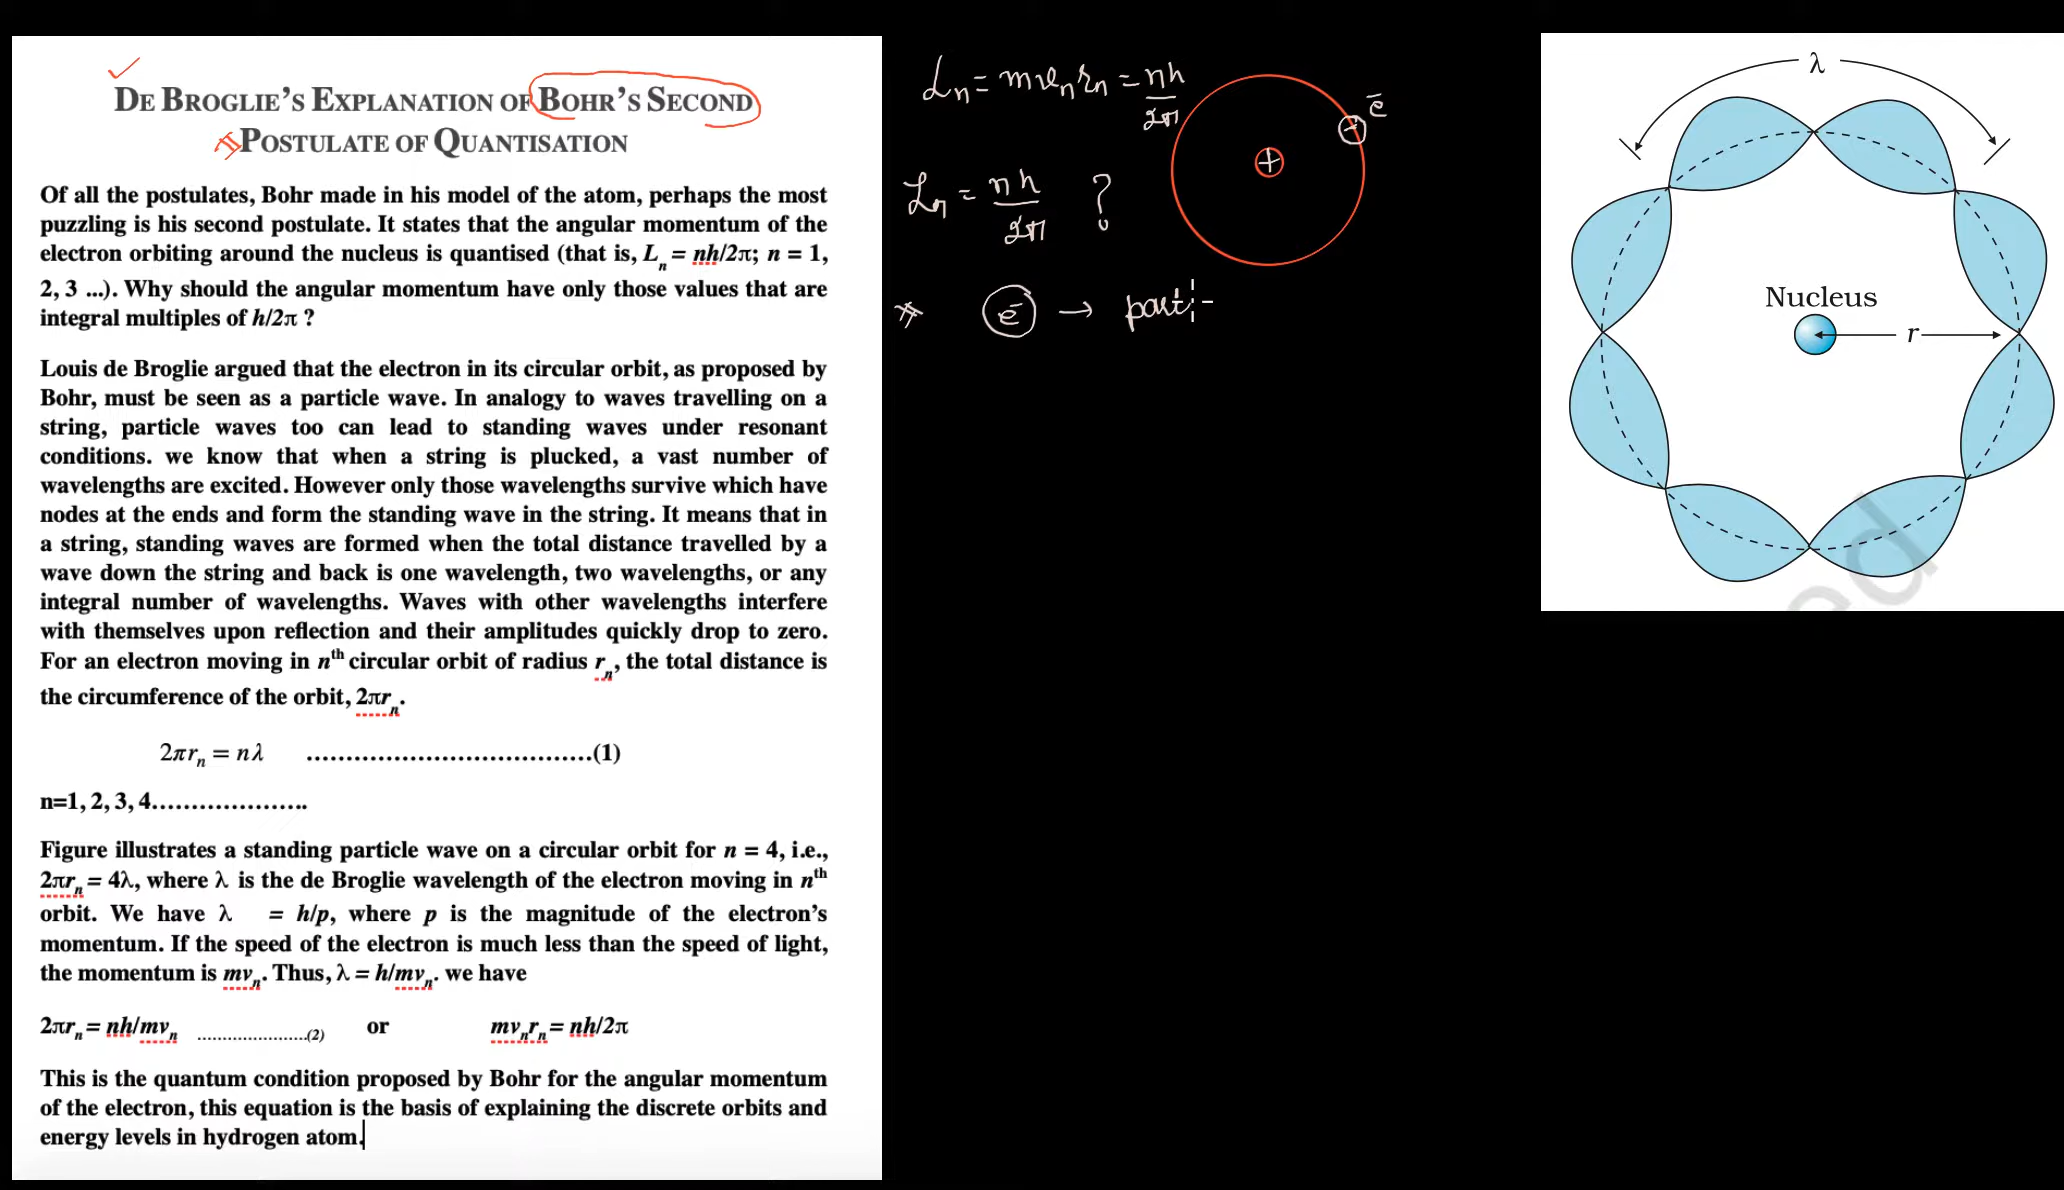 DE BROGLIE'S EXPLANATION OF BOHR'S SECOND
POSTULATE OF QUANTISATION
Of all the postulates, Bohr made in his model of the atom, perhaps the most
puzzling is his second postulate. It states that the angular momentum of the
electron orbiting around the nucleus is quantised (that is, Lₙ = nh/2π; n = 1,
2, 3 ...). Why should the angular momentum have only those values that are
integral multiples of h/2π ?
Louis de Broglie argued that the electron in its circular orbit, as proposed by
Bohr, must be seen as a particle wave. In analogy to waves travelling on a
string, particle waves too can lead to standing waves under resonant
conditions. we know that when a string is plucked, a vast number of
wavelengths are excited. However only those wavelengths survive which have
nodes at the ends and form the standing wave in the string. It means that in
a string, standing waves are formed when the total distance travelled by a
wave down the string and back is one wavelength, two wavelengths, or any
integral number of wavelengths. Waves with other wavelengths interfere
with themselves upon reflection and their amplitudes quickly drop to zero.
For an electron moving in nᵗʰ circular orbit of radius rₙ, the total distance is
the circumference of the orbit, 2πrₙ.
2πrₙ = nλ ....................................(1)
n=1, 2, 3, 4....................
Figure illustrates a standing particle wave on a circular orbit for n = 4, i.e.,
2πrₙ = 4λ, where λ is the de Broglie wavelength of the electron moving in nᵗʰ
orbit. We have λ = h/p, where p is the magnitude of the electron's
momentum. If the speed of the electron is much less than the speed of light,
the momentum is mvₙ. Thus, λ = h/mvₙ. we have
2πrₙ = nh/mvₙ ......................(2) or mvₙrₙ = nh/2π
This is the quantum condition proposed by Bohr for the angular momentum
of the electron, this equation is the basis of explaining the discrete orbits and
energy levels in hydrogen atom.
Lₙ = mvₙrₙ = nh/2π
ē
Lₙ = nh/2π ?
ē → parti
λ
Nucleus
r
ed